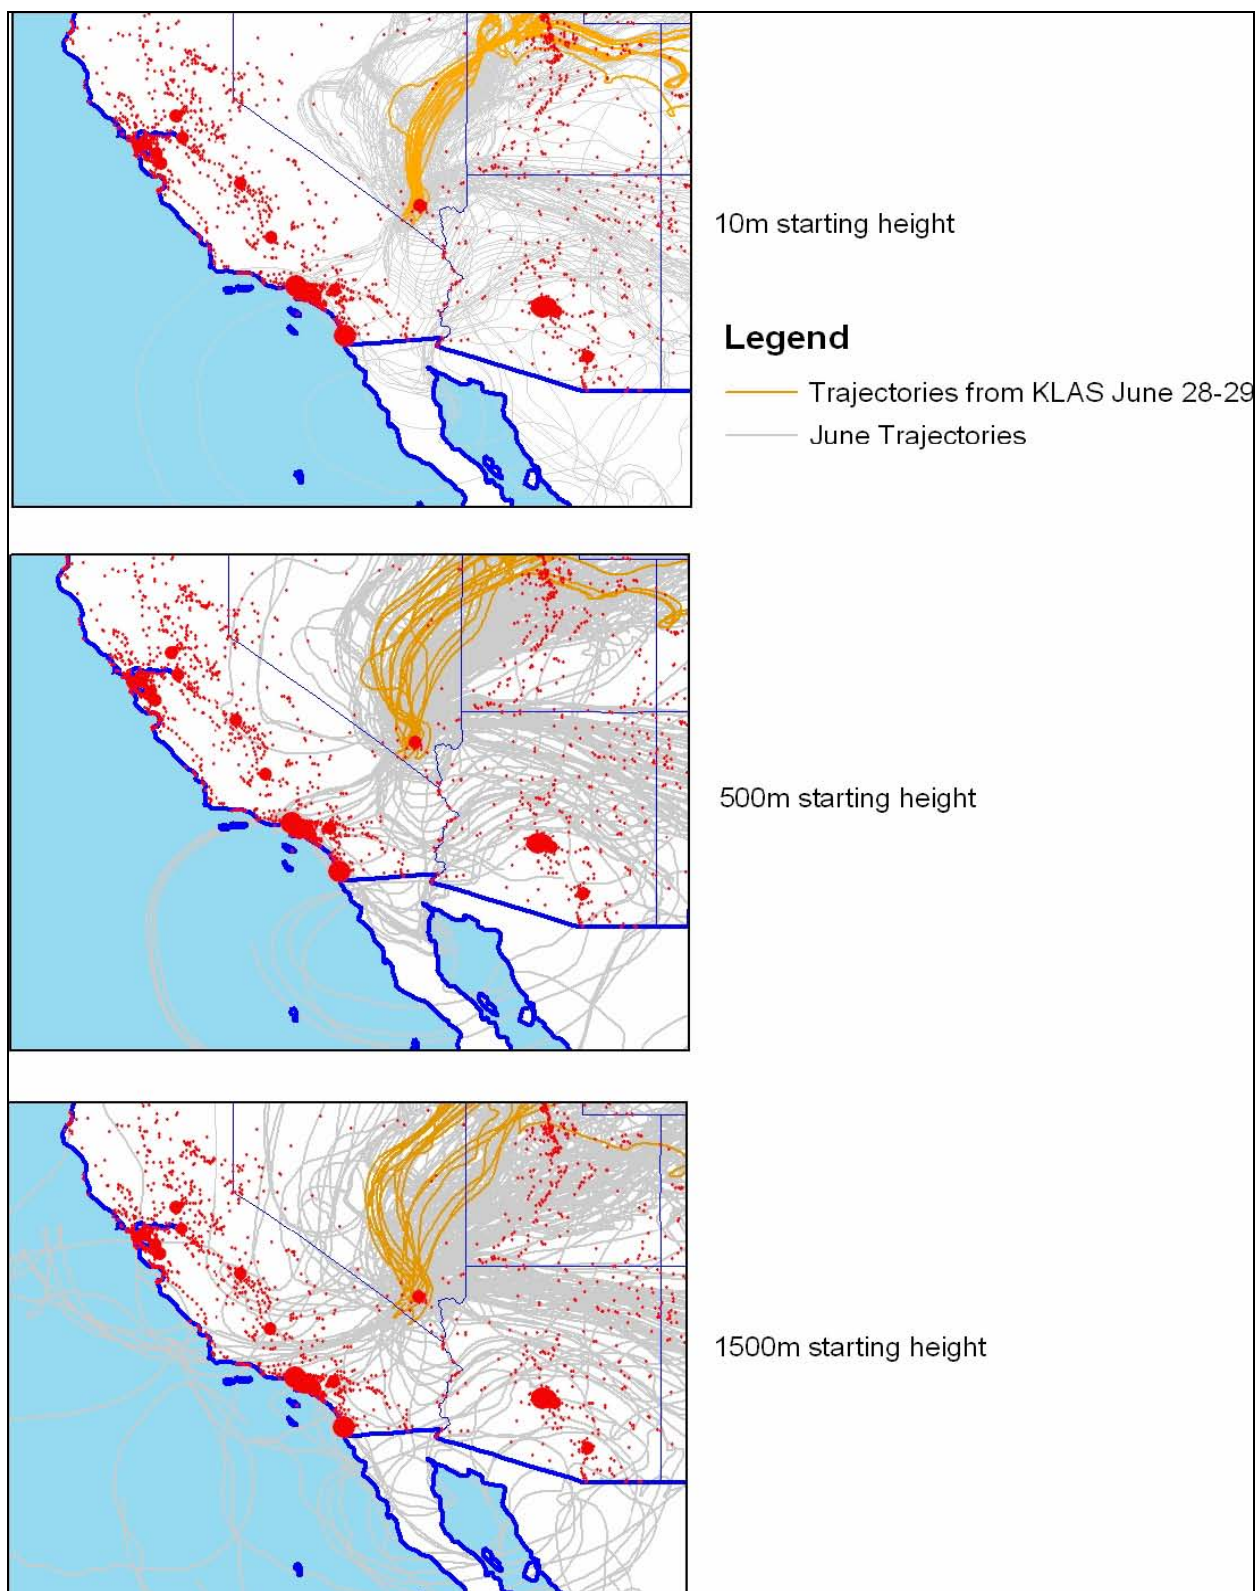 10m starting height
Legend
Trajectories from KLAS June 28-29
June Trajectories
500m starting height
1500m starting height